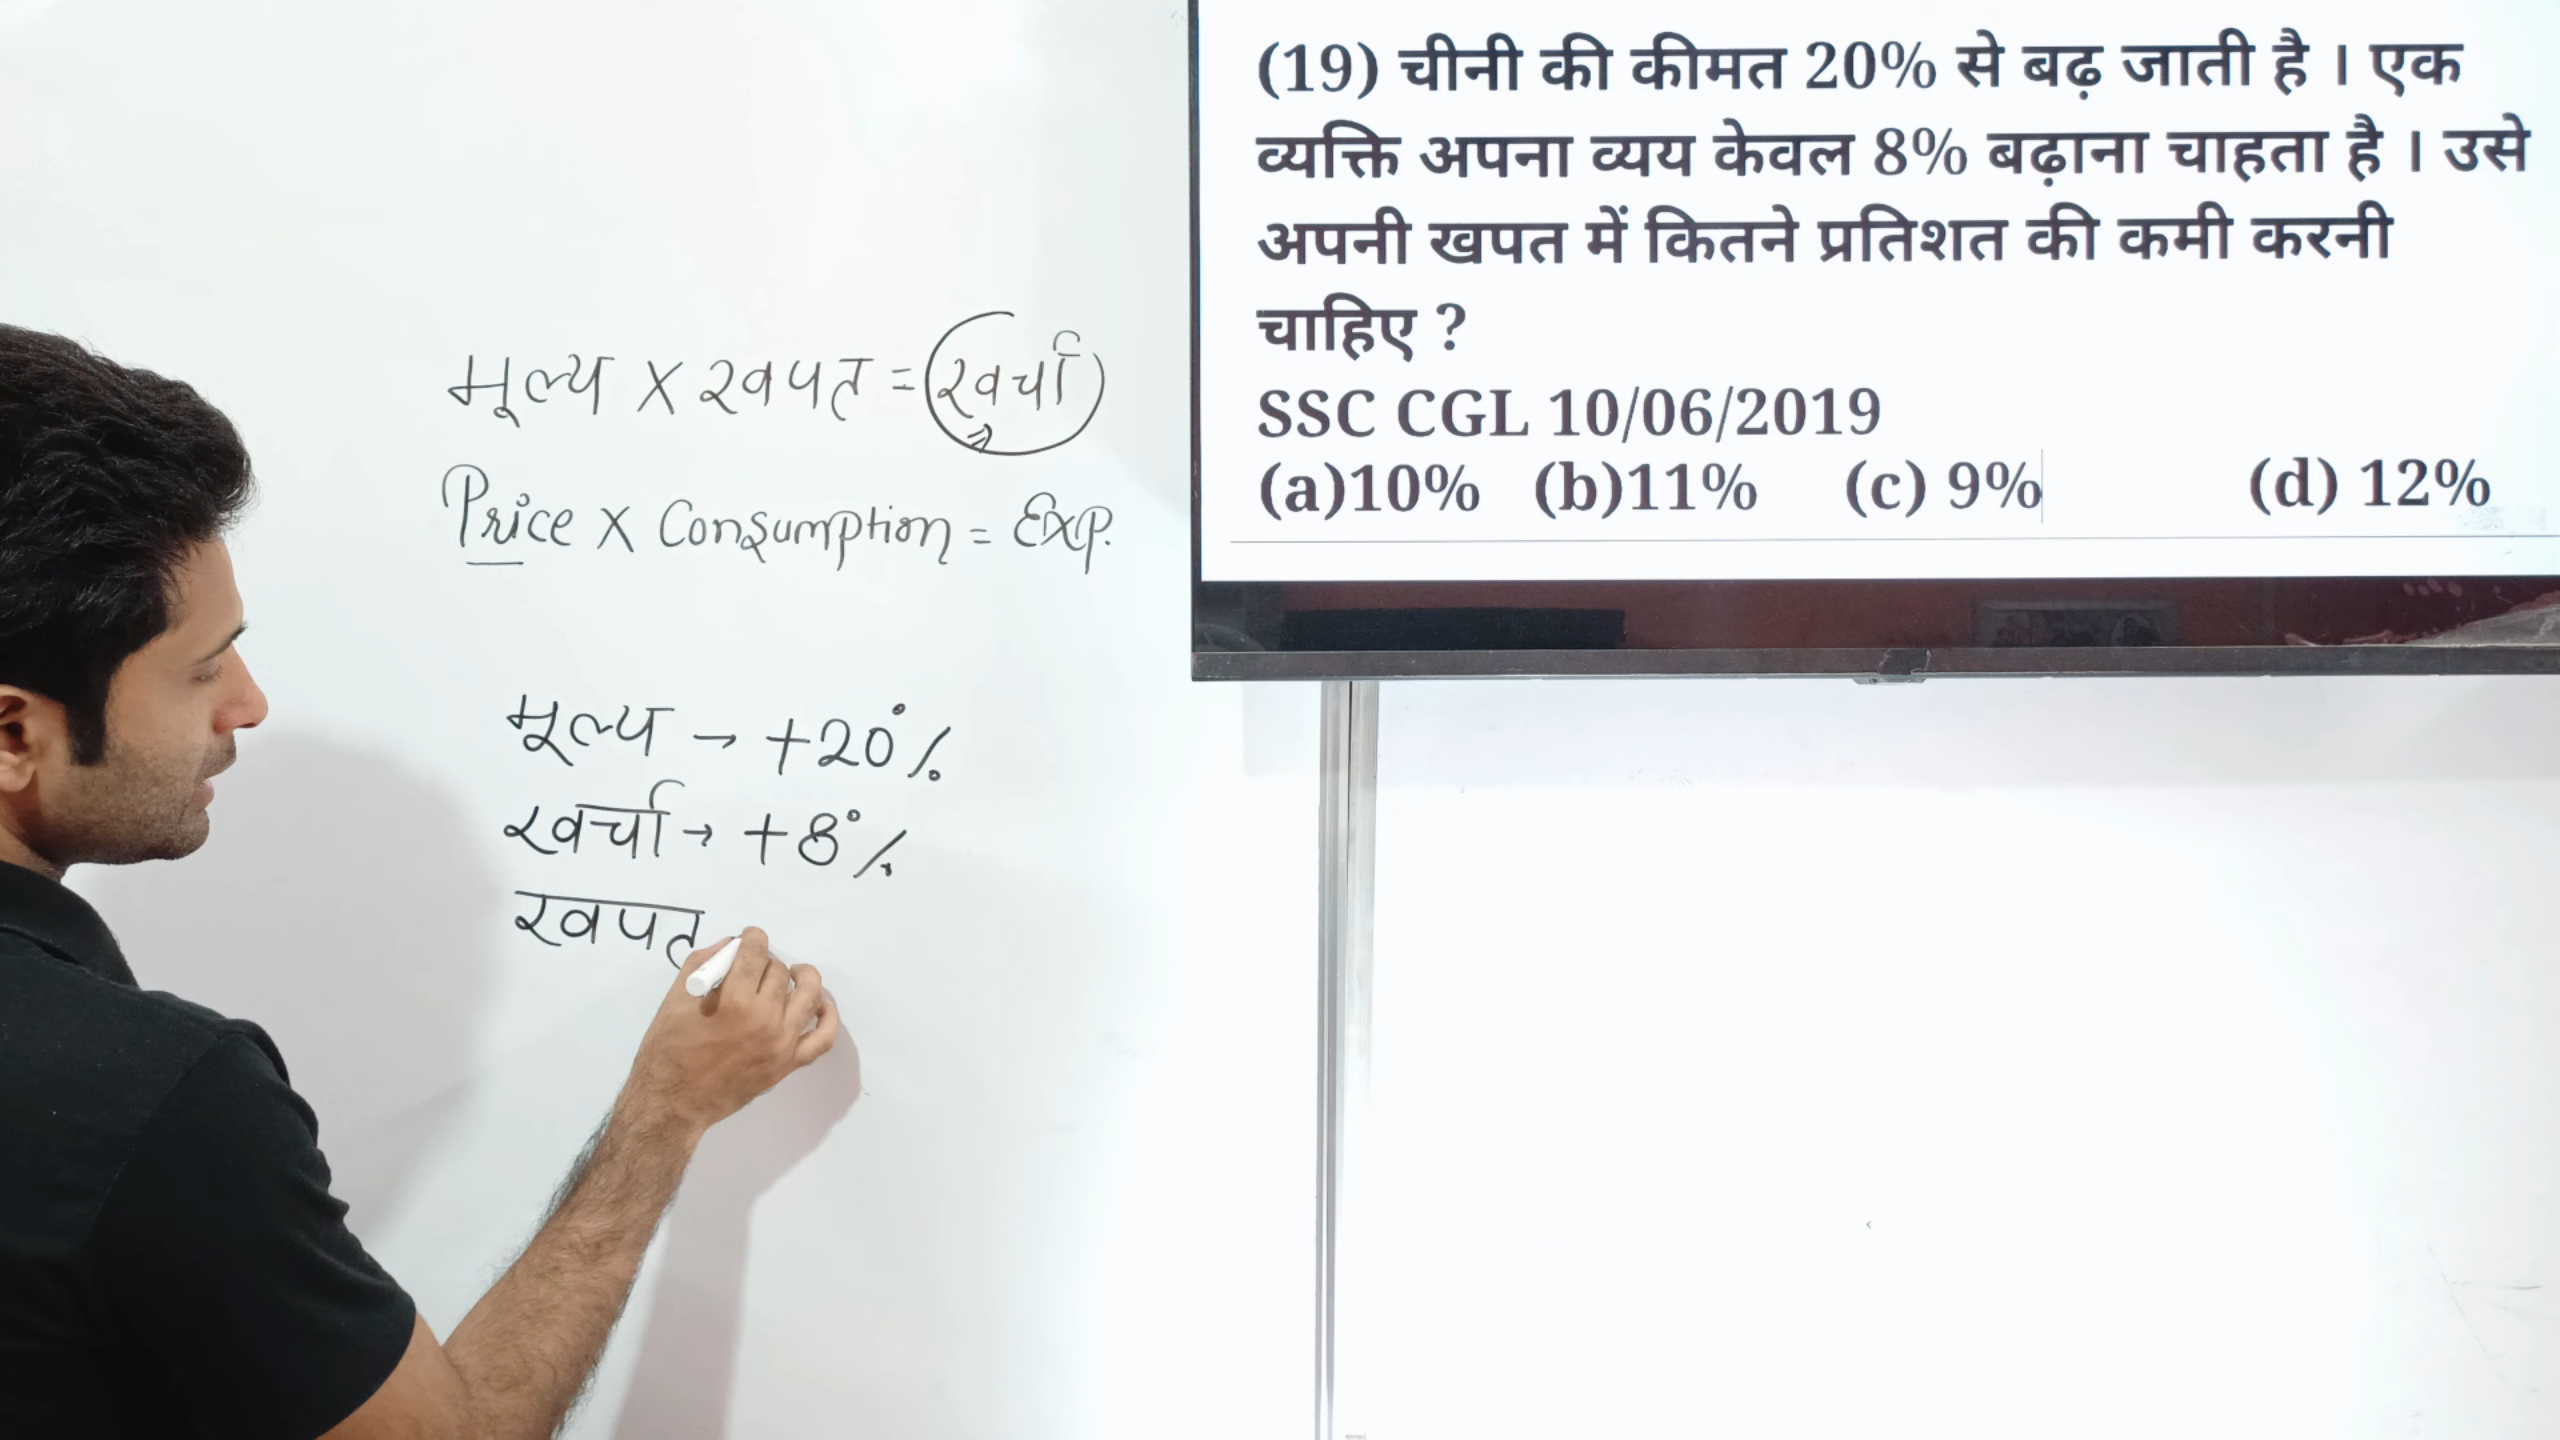 मूल्य X खपत = खर्चा
Price X Consumption = Exp.
मूल्य → +20%
खर्चा → +8%
खपत
(19) चीनी की कीमत 20% से बढ़ जाती है । एक
व्यक्ति अपना व्यय केवल 8% बढ़ाना चाहता है । उसे
अपनी खपत में कितने प्रतिशत की कमी करनी
चाहिए ?
SSC CGL 10/06/2019
(a)10% (b)11% (c) 9% (d) 12%